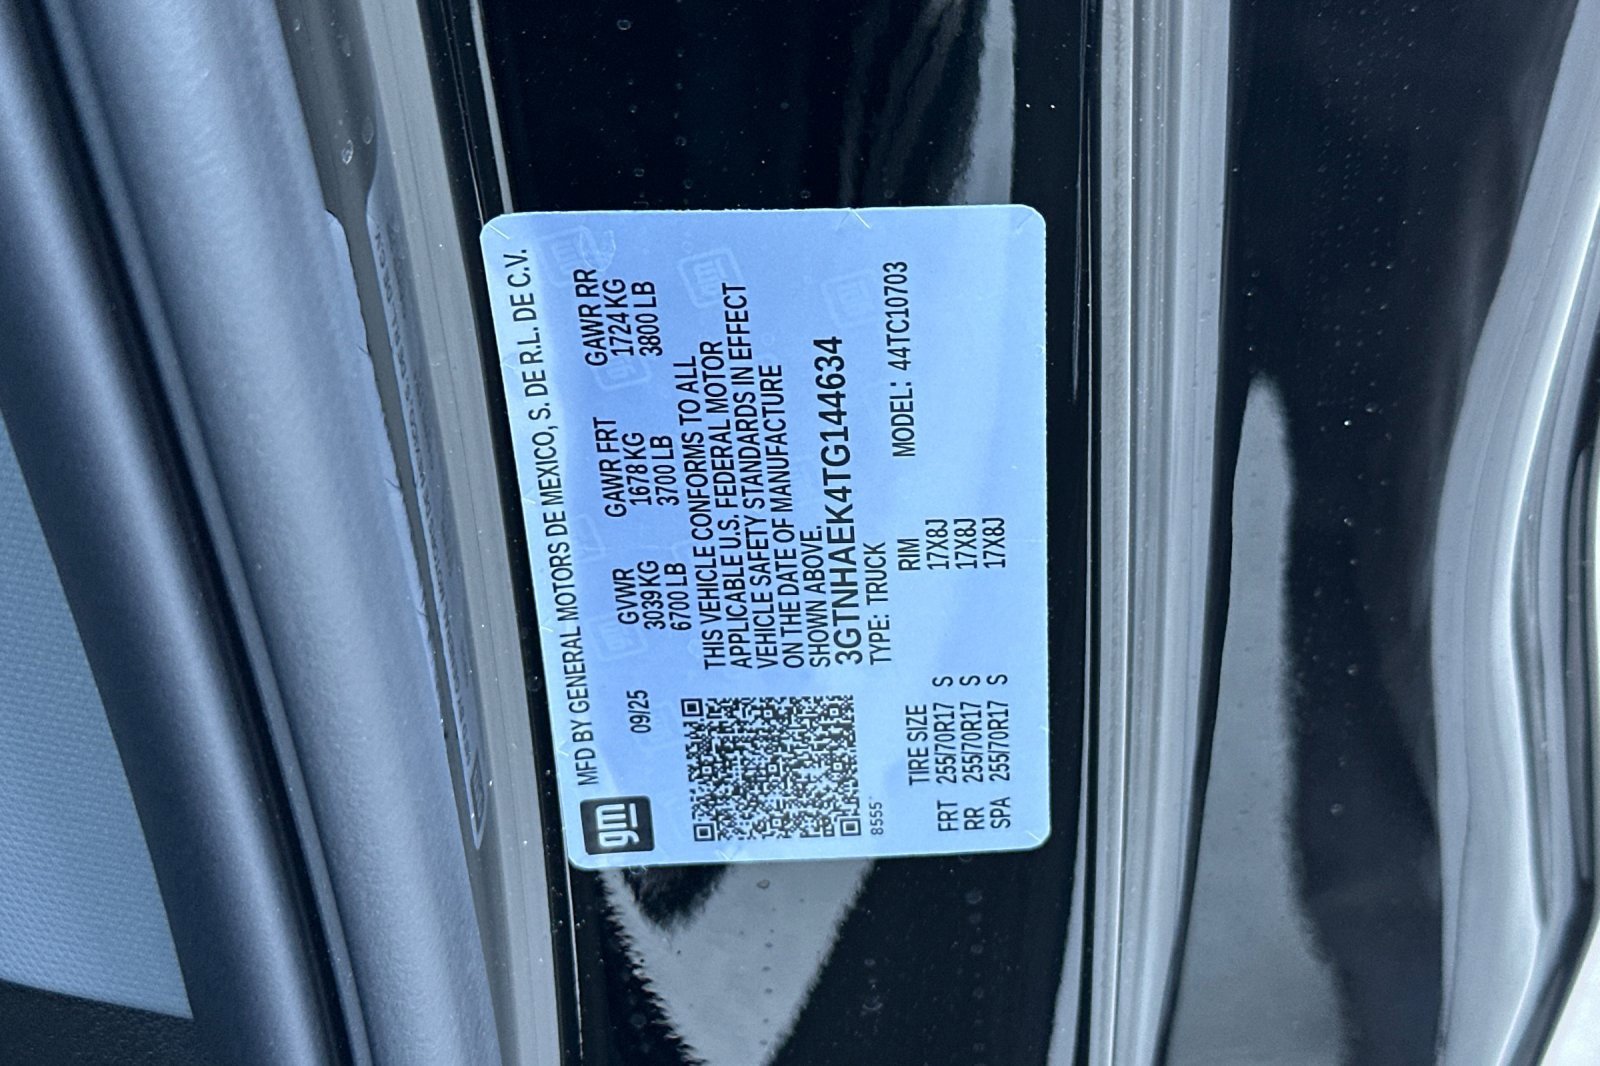 gm
MFD BY GENERAL MOTORS DE MEXICO, S. DE R.L. DE C.V.
09/25 GVWR GAWR FRT GAWR RR
3039 KG 1678 KG 1724 KG
6700 LB 3700 LB 3800 LB
THIS VEHICLE CONFORMS TO ALL
APPLICABLE U.S. FEDERAL MOTOR
VEHICLE SAFETY STANDARDS IN EFFECT
ON THE DATE OF MANUFACTURE
SHOWN ABOVE.
3GTNHAEK4TG144634
8555 TYPE: TRUCK MODEL: 44TC10703
TIRE SIZE RIM
FRT 255/70R17 S 17X8J
RR 255/70R17 S 17X8J
SPA 255/70R17 S 17X8J